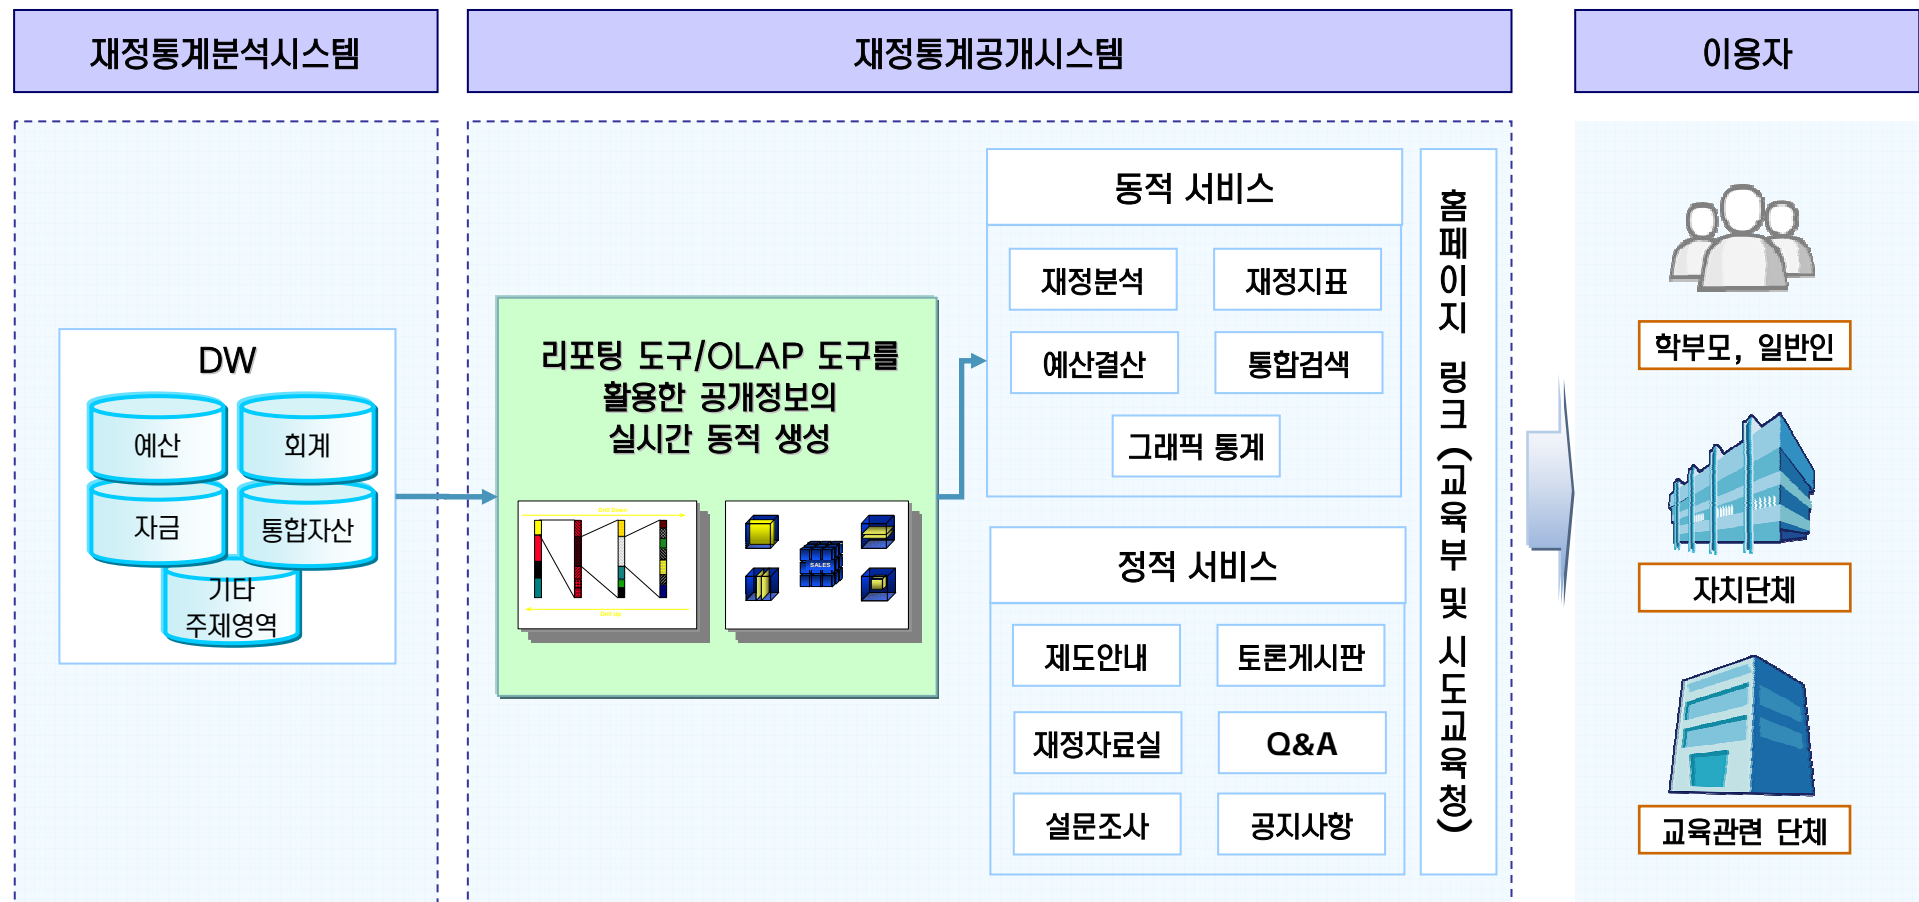 재정통계분석시스템
재정통계공개시스템
이용자
DW
예산
회계
자금
통합자산
기타
주제영역
리포팅 도구/OLAP 도구를
활용한 공개정보의
실시간 동적 생성
Drill Down
Drill Up
SALES
동적 서비스
재정분석
재정지표
예산결산
통합검색
그래픽 통계
정적 서비스
제도안내
토론게시판
재정자료실
Q&A
설문조사
공지사항
홈페이지 링크 (교육부 및 시도교육청)
학부모, 일반인
자치단체
교육관련 단체